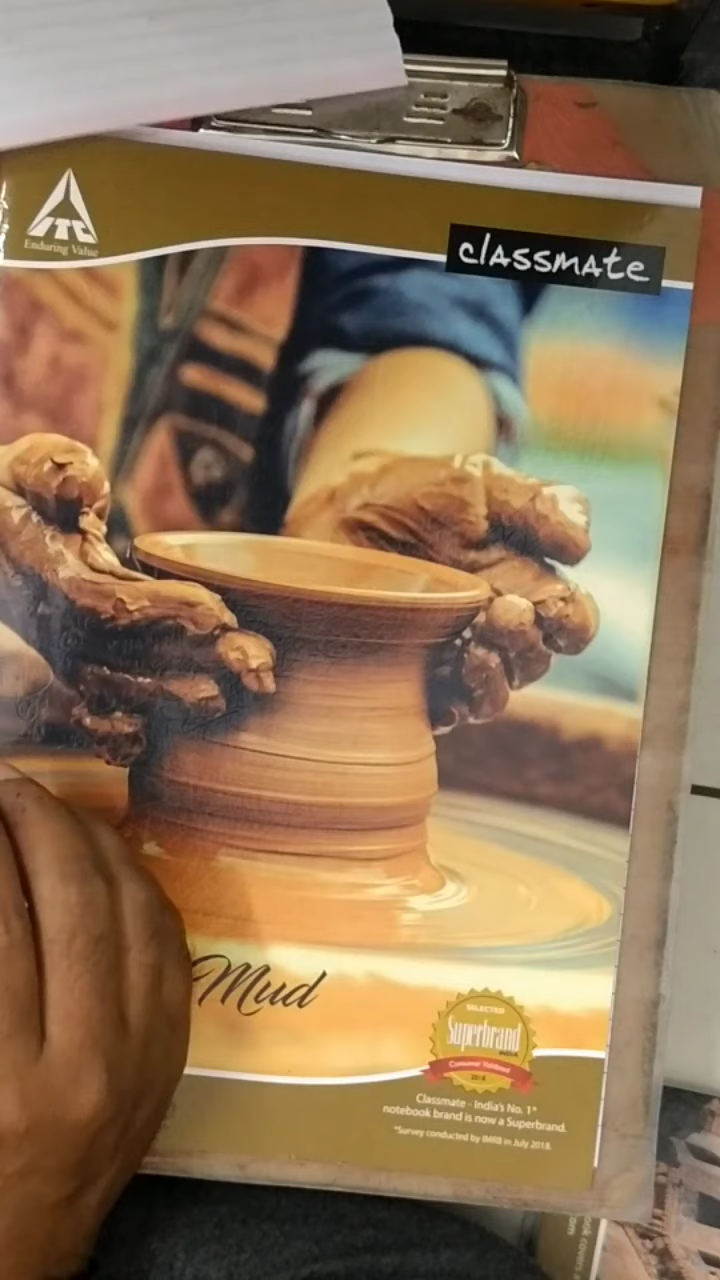 ITC
Enduring Value
classmate
Mud
SELECTED
Superbrand
INDIA
Consumer Validated
2018
Classmate - India's No. 1*
notebook brand is now a Superbrand.
*Survey conducted by IMRB in July 2018.